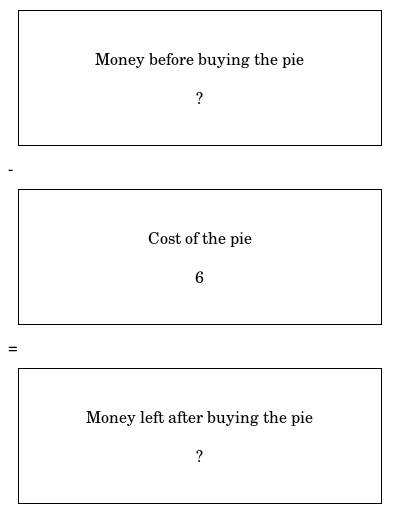 Money before buying the pie
?
-
Cost of the pie
6
=
Money left after buying the pie
?